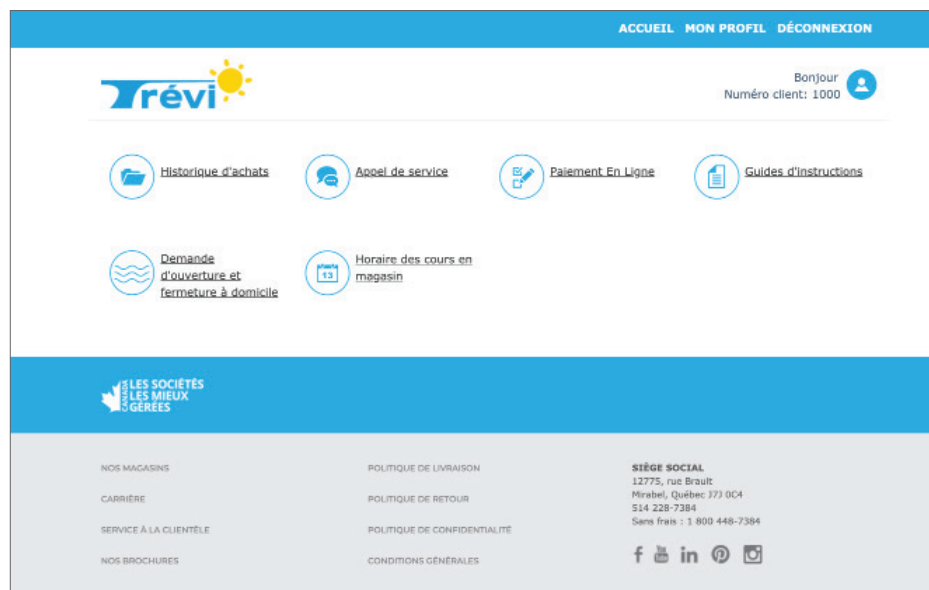 ACCUEIL MON PROFIL DÉCONNEXION
Trévi
Bonjour
Numéro client: 1000
Historique d'achats
Appel de service
Paiement En Ligne
Guides d'instructions
Demande
d'ouverture et
fermeture à domicile
13
Horaire des cours en
magasin
CANADA
LES SOCIÉTÉS
LES MIEUX
GÉRÉES
NOS MAGASINS
CARRIÈRE
SERVICE À LA CLIENTÈLE
NOS BROCHURES
POLITIQUE DE LIVRAISON
POLITIQUE DE RETOUR
POLITIQUE DE CONFIDENTIALITÉ
CONDITIONS GÉNÉRALES
SIÈGE SOCIAL
12775, rue Brault
Mirabel, Québec J7J 0C4
514 228-7384
Sans frais : 1 800 448-7384